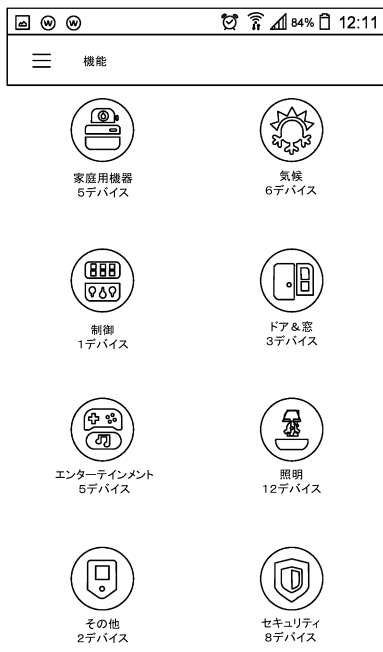 84% 12:11
機能
家庭用機器
5デバイス
気候
6デバイス
制御
1デバイス
ドア&窓
3デバイス
エンターテインメント
5デバイス
照明
12デバイス
その他
2デバイス
セキュリティ
8デバイス